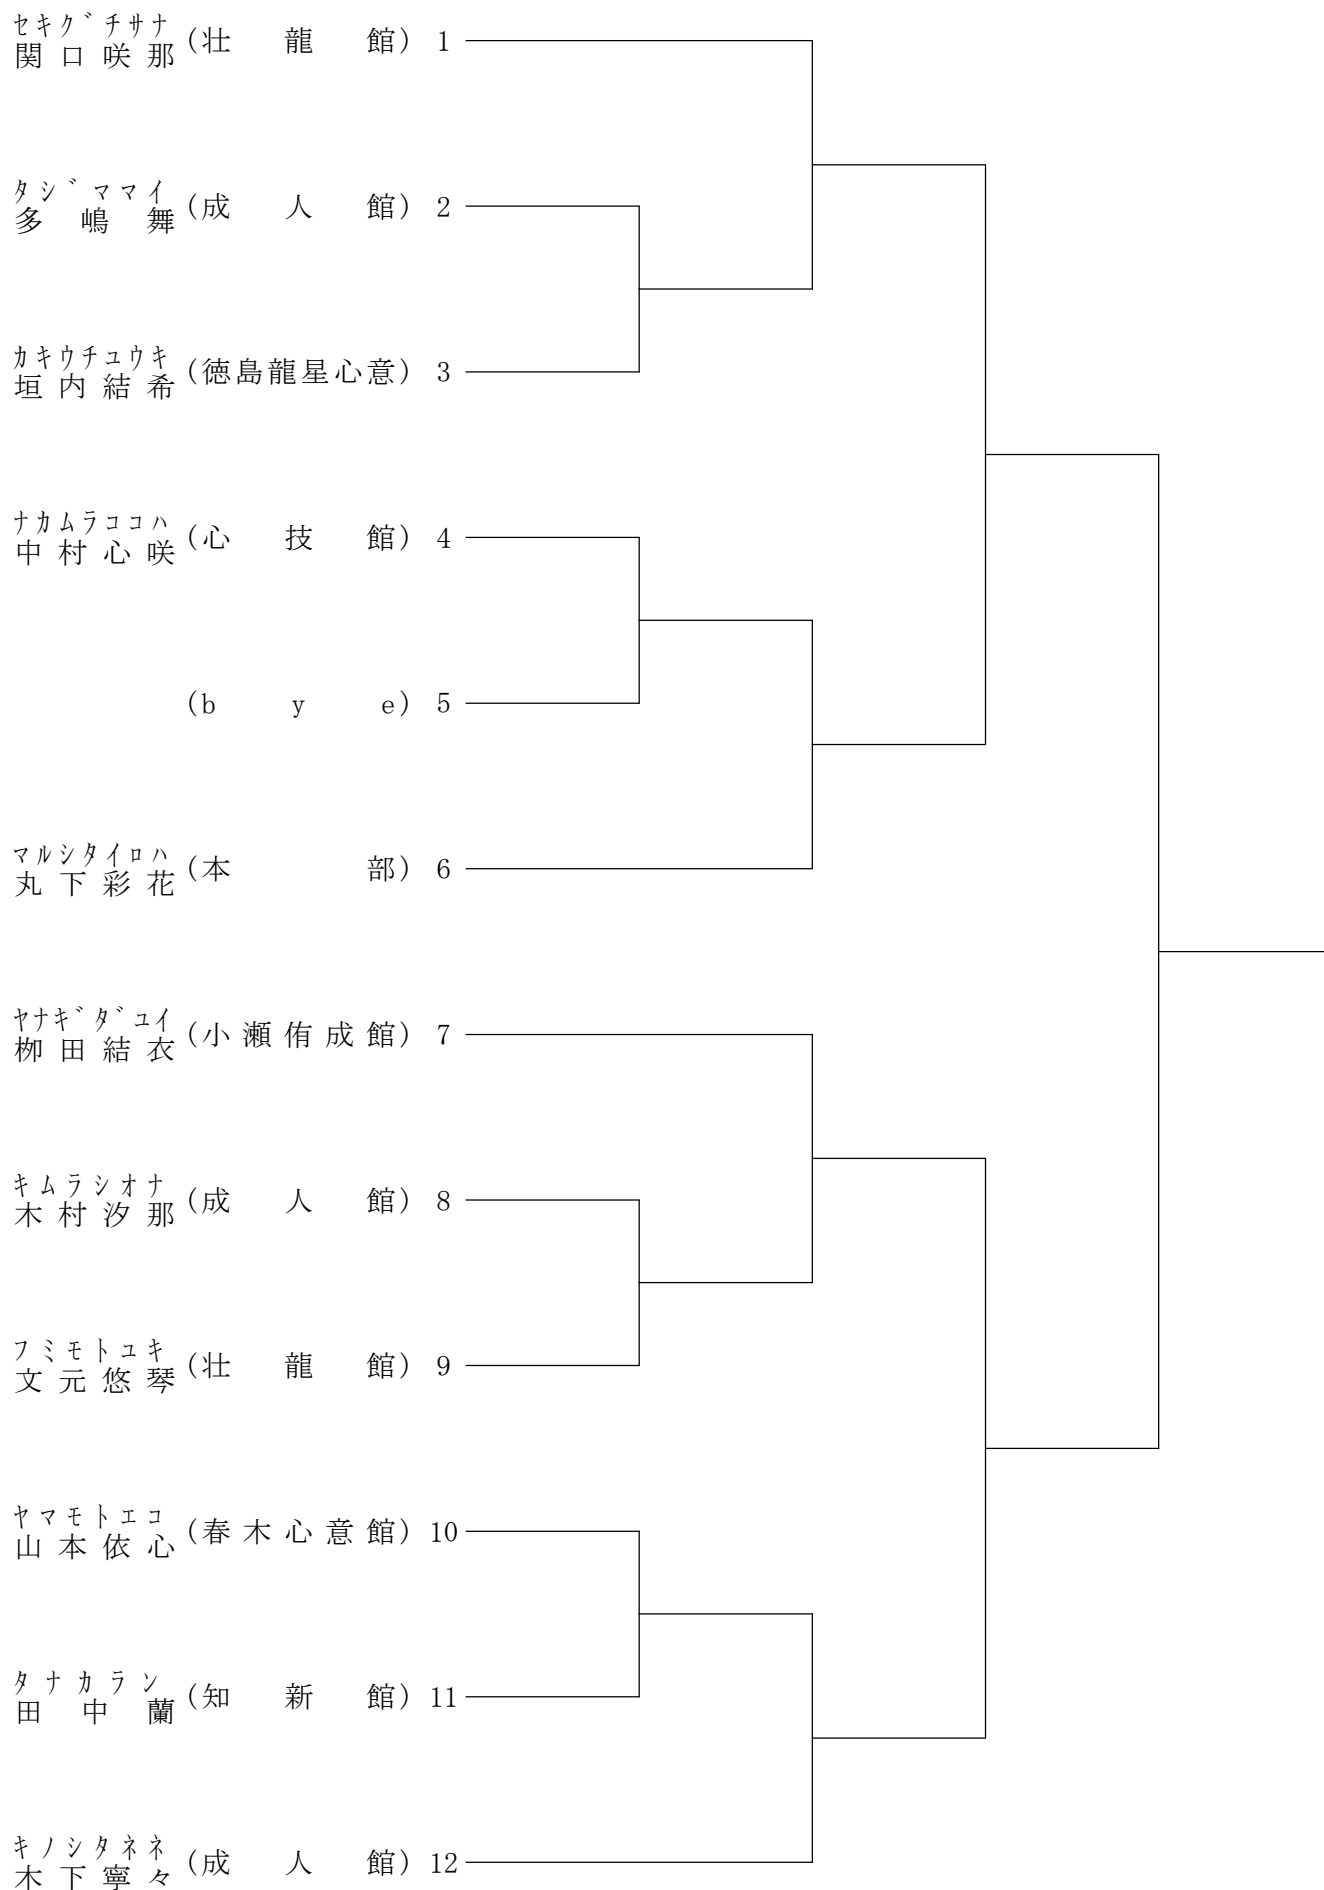 セキグチサナ
関口咲那 (壮龍館) 1
タジママイ
多嶋舞 (成人館) 2
カキウチユウキ
垣内結希 (徳島龍星心意) 3
ナカムラココハ
中村心咲 (心技館) 4
(bye) 5
マルシタイロハ
丸下彩花 (本部) 6
ヤナギダユイ
栁田結衣 (小瀬侑成館) 7
キムラシオナ
木村汐那 (成人館) 8
フミモトユキ
文元悠琴 (壮龍館) 9
ヤマモトエコ
山本依心 (春木心意館) 10
タナカラン
田中蘭 (知新館) 11
キノシタネネ
木下寧々 (成人館) 12